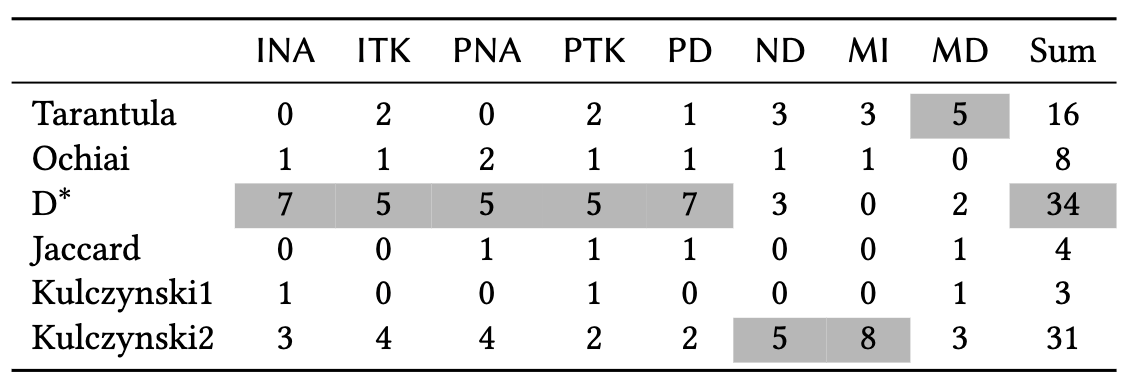 INA ITK PNA PTK PD ND MI MD Sum
Tarantula 0 2 0 2 1 3 3 5 16
Ochiai 1 1 2 1 1 1 1 0 8
D* 7 5 5 5 7 3 0 2 34
Jaccard 0 0 1 1 1 0 0 1 4
Kulczynski1 1 0 0 1 0 0 0 1 3
Kulczynski2 3 4 4 2 2 5 8 3 31